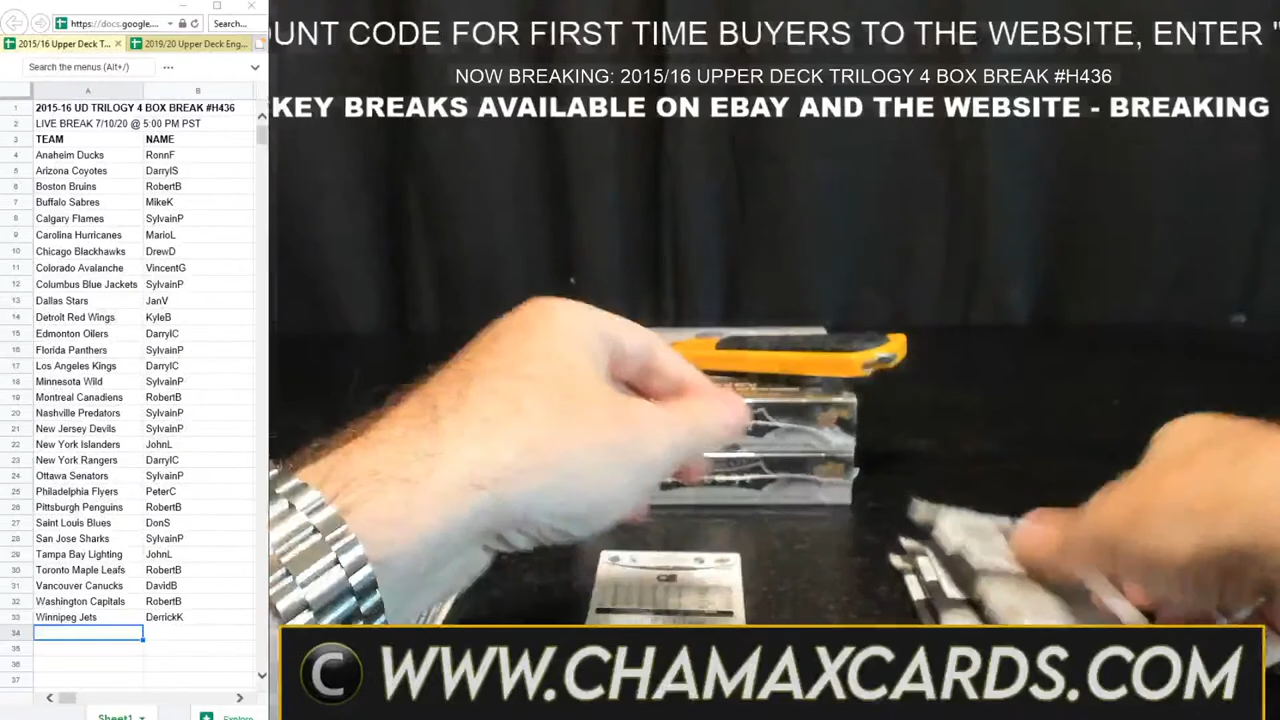 https://docs.google....
Search...
2015/16 Upper Deck T...
2019/20 Upper Deck Eng...
Search the menus (Alt+/)
A B
1 2015-16 UD TRILOGY 4 BOX BREAK #H436
2 LIVE BREAK 7/10/20 @ 5:00 PM PST
3 TEAM NAME
4 Anaheim Ducks RonnF
5 Arizona Coyotes DarrylS
6 Boston Bruins RobertB
7 Buffalo Sabres MikeK
8 Calgary Flames SylvainP
9 Carolina Hurricanes MarioL
10 Chicago Blackhawks DrewD
11 Colorado Avalanche VincentG
12 Columbus Blue Jackets SylvainP
13 Dallas Stars JanV
14 Detroit Red Wings KyleB
15 Edmonton Oilers DarrylC
16 Florida Panthers SylvainP
17 Los Angeles Kings DarrylC
18 Minnesota Wild SylvainP
19 Montreal Canadiens RobertB
20 Nashville Predators SylvainP
21 New Jersey Devils SylvainP
22 New York Islanders JohnL
23 New York Rangers DarrylC
24 Ottawa Senators SylvainP
25 Philadelphia Flyers PeterC
26 Pittsburgh Penguins RobertB
27 Saint Louis Blues DonS
28 San Jose Sharks SylvainP
29 Tampa Bay Lighting JohnL
30 Toronto Maple Leafs RobertB
31 Vancouver Canucks DavidB
32 Washington Capitals RobertB
33 Winnipeg Jets DerrickK
34
35
36
37
Sheet1
Explore
OUNT CODE FOR FIRST TIME BUYERS TO THE WEBSITE, ENTER "
NOW BREAKING: 2015/16 UPPER DECK TRILOGY 4 BOX BREAK #H436
KEY BREAKS AVAILABLE ON EBAY AND THE WEBSITE - BREAKING
C WWW.CHAMAXCARDS.COM